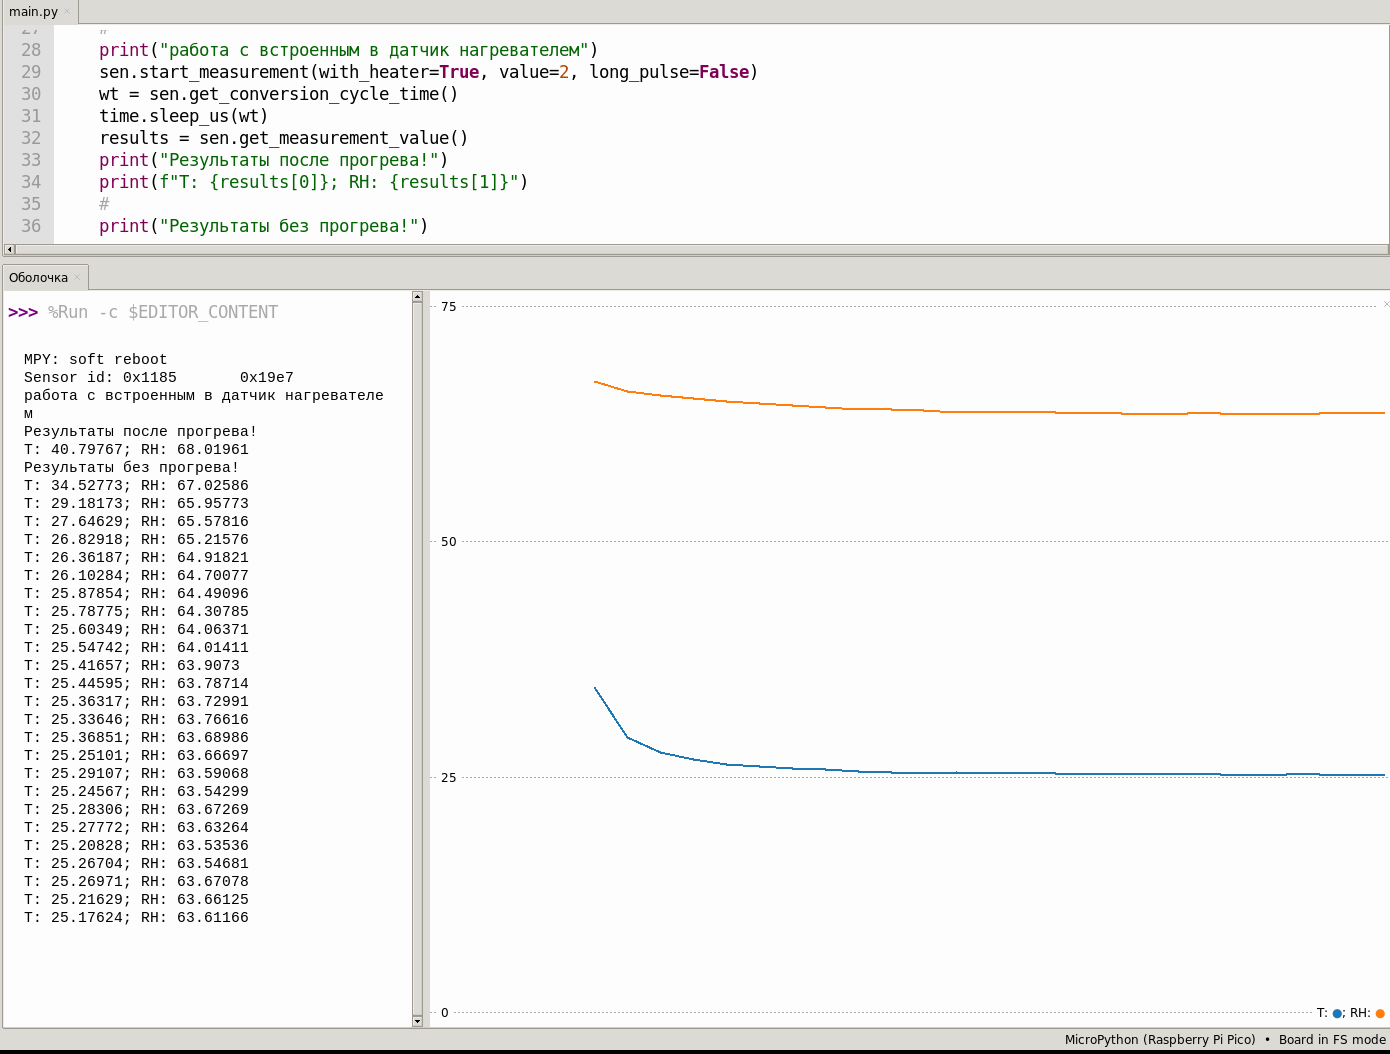 main.py
27 #
28 print("работа с встроенным в датчик нагревателем")
29 sen.start_measurement(with_heater=True, value=2, long_pulse=False)
30 wt = sen.get_conversion_cycle_time()
31 time.sleep_us(wt)
32 results = sen.get_measurement_value()
33 print("Результаты после прогрева!")
34 print(f"T: {results[0]}; RH: {results[1]}")
35 #
36 print("Результаты без прогрева!")
Оболочка
>>> %Run -c $EDITOR_CONTENT
MPY: soft reboot
Sensor id: 0x1185 0x19e7
работа с встроенным в датчик нагревателе
м
Результаты после прогрева!
T: 40.79767; RH: 68.01961
Результаты без прогрева!
T: 34.52773; RH: 67.02586
T: 29.18173; RH: 65.95773
T: 27.64629; RH: 65.57816
T: 26.82918; RH: 65.21576
T: 26.36187; RH: 64.91821
T: 26.10284; RH: 64.70077
T: 25.87854; RH: 64.49096
T: 25.78775; RH: 64.30785
T: 25.60349; RH: 64.06371
T: 25.54742; RH: 64.01411
T: 25.41657; RH: 63.9073
T: 25.44595; RH: 63.78714
T: 25.36317; RH: 63.72991
T: 25.33646; RH: 63.76616
T: 25.36851; RH: 63.68986
T: 25.25101; RH: 63.66697
T: 25.29107; RH: 63.59068
T: 25.24567; RH: 63.54299
T: 25.28306; RH: 63.67269
T: 25.27772; RH: 63.63264
T: 25.20828; RH: 63.53536
T: 25.26704; RH: 63.54681
T: 25.26971; RH: 63.67078
T: 25.21629; RH: 63.66125
T: 25.17624; RH: 63.61166
75
50
25
0
T: ●; RH: ●
MicroPython (Raspberry Pi Pico) • Board in FS mode